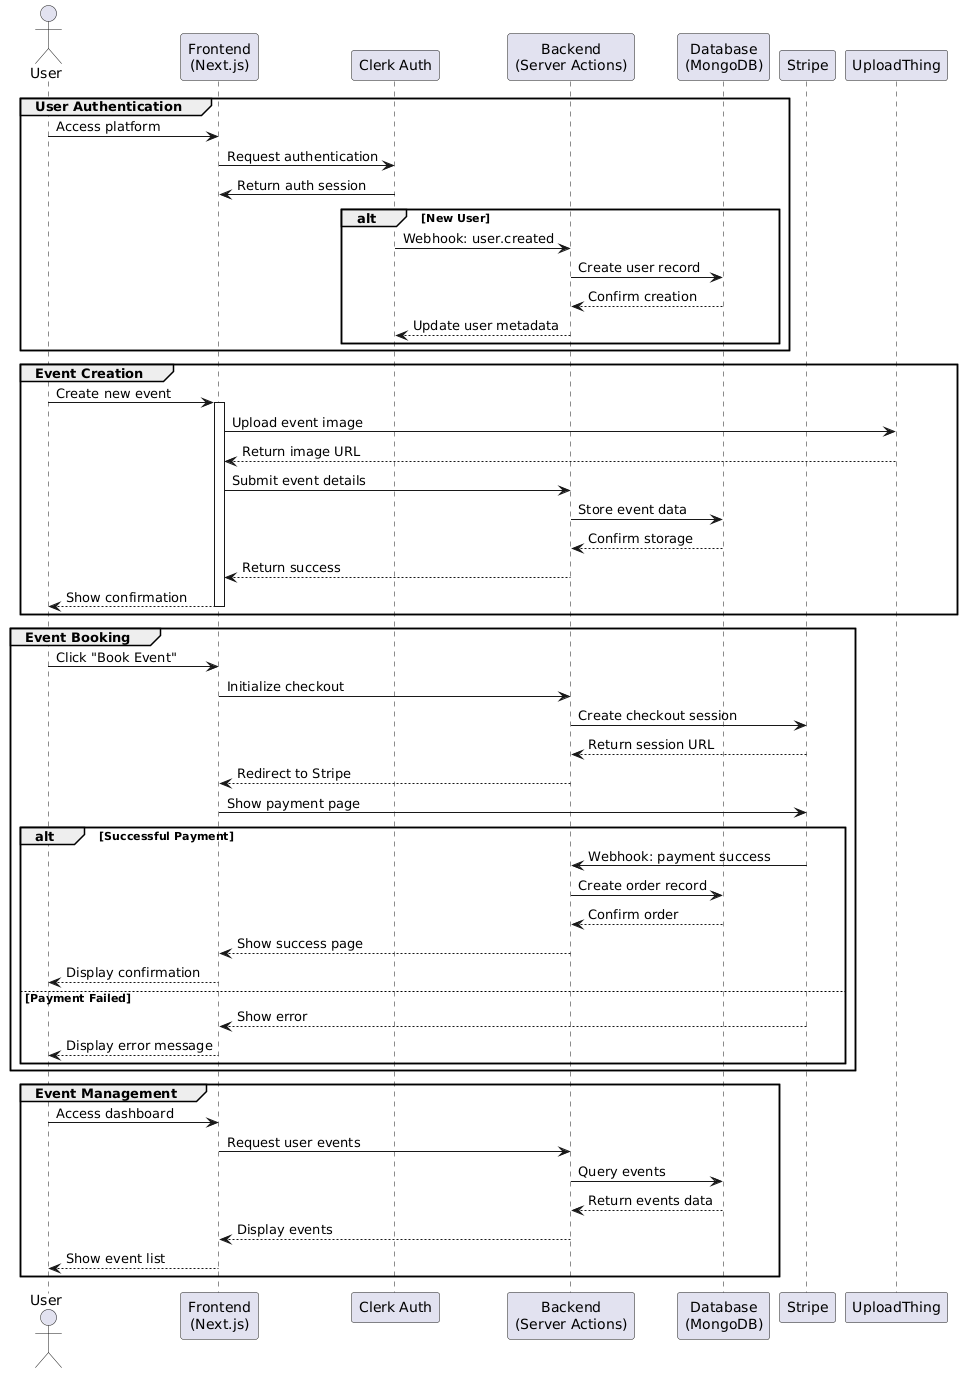 User
Frontend
(Next.js)
Clerk Auth
Backend
(Server Actions)
Database
(MongoDB)
Stripe
UploadThing
User Authentication
Access platform
Request authentication
Return auth session
alt
[New User]
Webhook: user.created
Create user record
Confirm creation
Update user metadata
Event Creation
Create new event
Upload event image
Return image URL
Submit event details
Store event data
Confirm storage
Return success
Show confirmation
Event Booking
Click "Book Event"
Initialize checkout
Create checkout session
Return session URL
Redirect to Stripe
Show payment page
alt
[Successful Payment]
Webhook: payment success
Create order record
Confirm order
Show success page
Display confirmation
[Payment Failed]
Show error
Display error message
Event Management
Access dashboard
Request user events
Query events
Return events data
Display events
Show event list
User
Frontend
(Next.js)
Clerk Auth
Backend
(Server Actions)
Database
(MongoDB)
Stripe
UploadThing